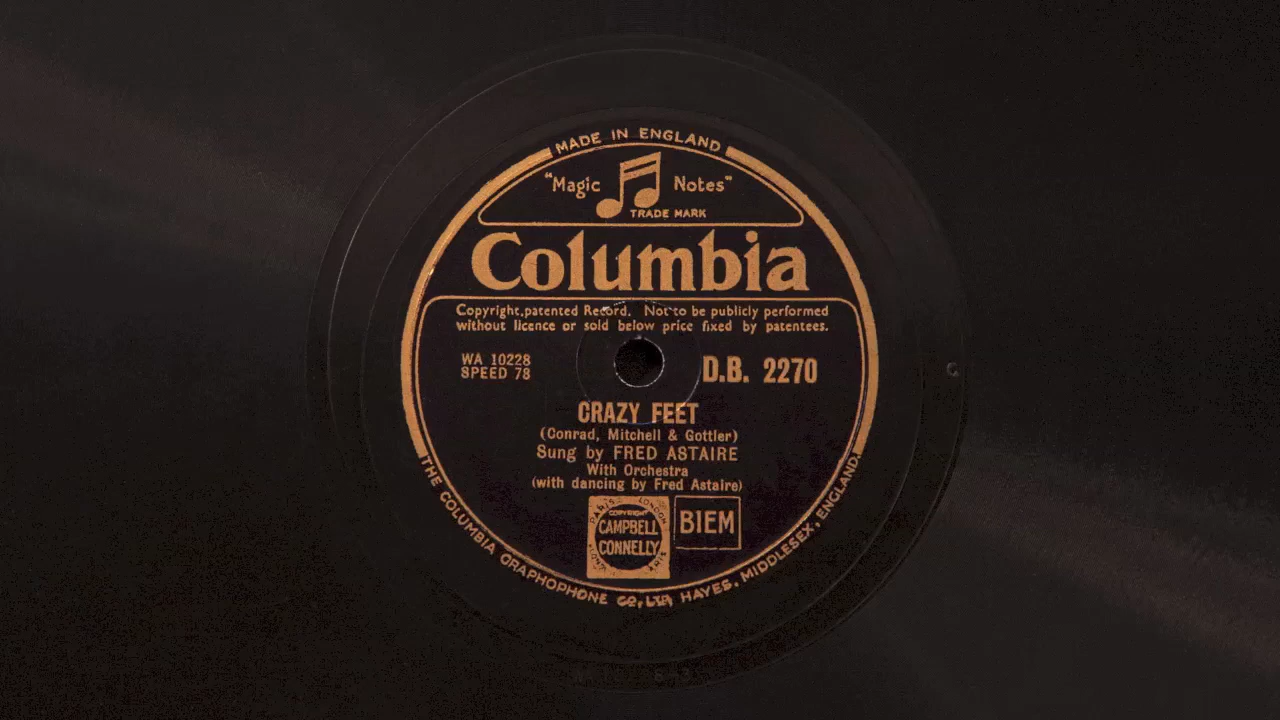 MADE IN ENGLAND
"Magic Notes"
TRADE MARK
Columbia
Copyright,patented Record. Not to be publicly performed
without licence or sold below price fixed by patentees.
WA 10228
SPEED 78
D.B. 2270
CRAZY FEET
(Conrad, Mitchell & Gottler)
Sung by FRED ASTAIRE
With Orchestra
(with dancing by Fred Astaire)
PARIS LONDON
COPYRIGHT
CAMPBELL
CONNELLY
BIEM
THE COLUMBIA GRAPHOPHONE CO., LTD. HAYES, MIDDLESEX, ENGLAND